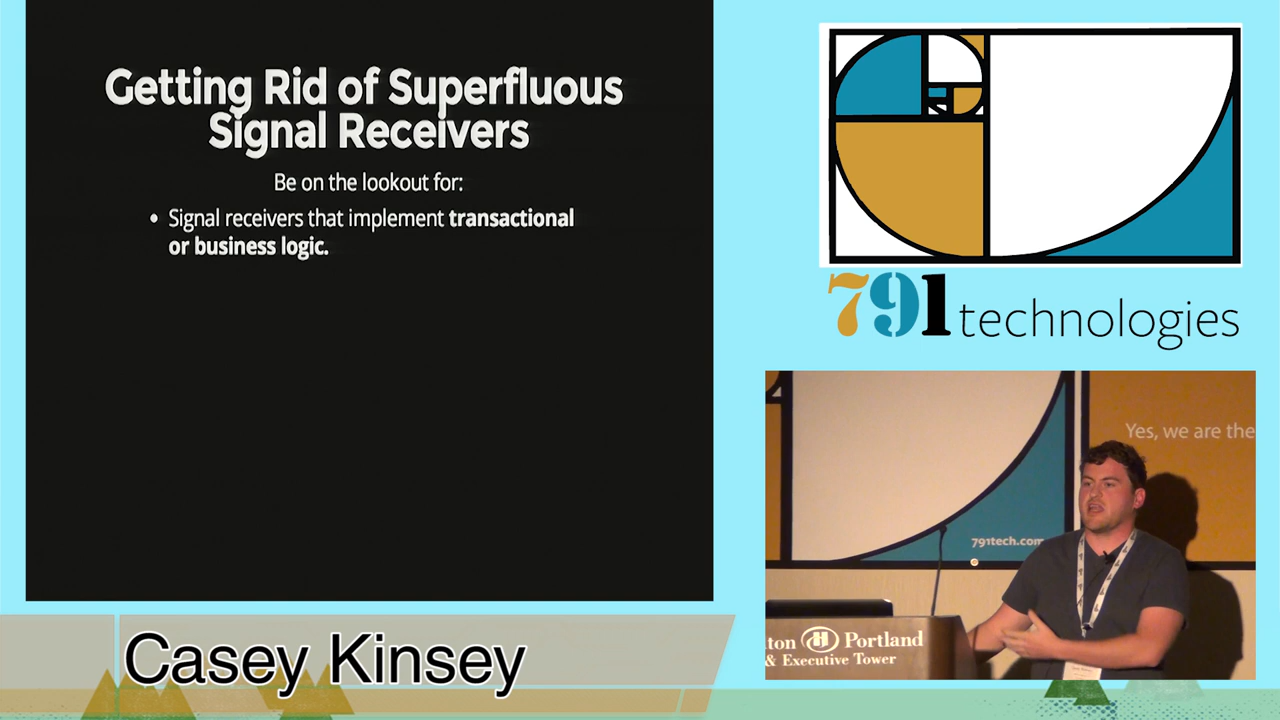 Getting Rid of Superfluous
Signal Receivers
Be on the lookout for:
• Signal receivers that implement transactional
or business logic.
791 technologies
Yes, we are the
791tech.com
ton H Portland
& Executive Tower
Casey Kinsey